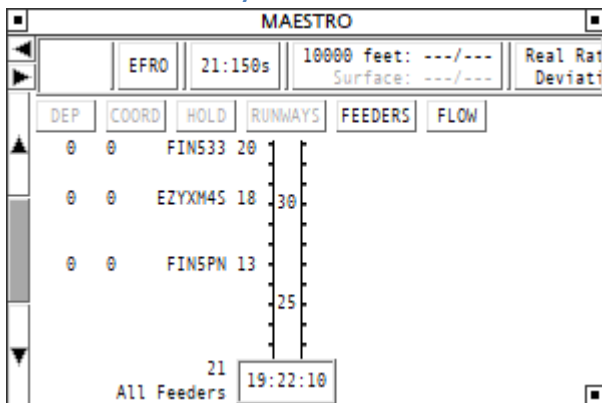 MAESTRO
EFRO 21:150s 10000 feet: ---/--- Real Rat
Surface: ---/--- Deviati
DEP COORD HOLD RUNWAYS FEEDERS FLOW
0 0 FIN533 20
0 0 EZYXM4S 18 30
0 0 FIN5PN 13
25
21
All Feeders 19:22:10